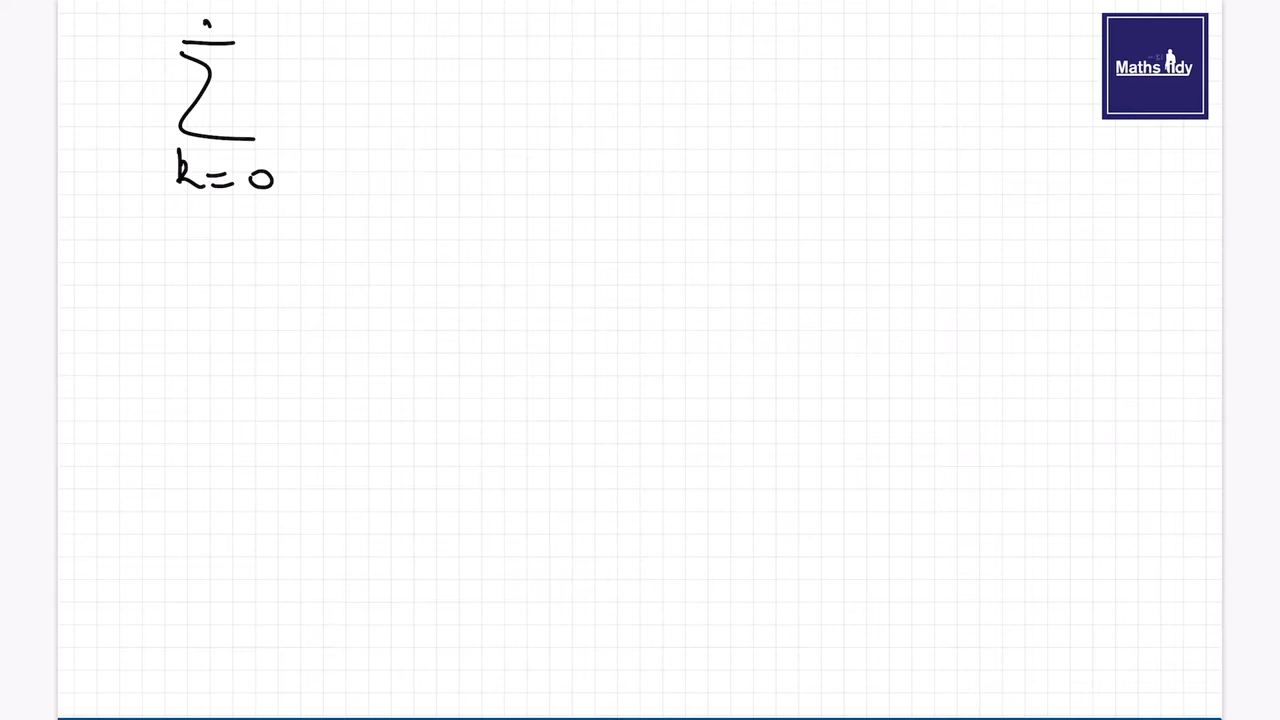 ∑
k = 0
Maths